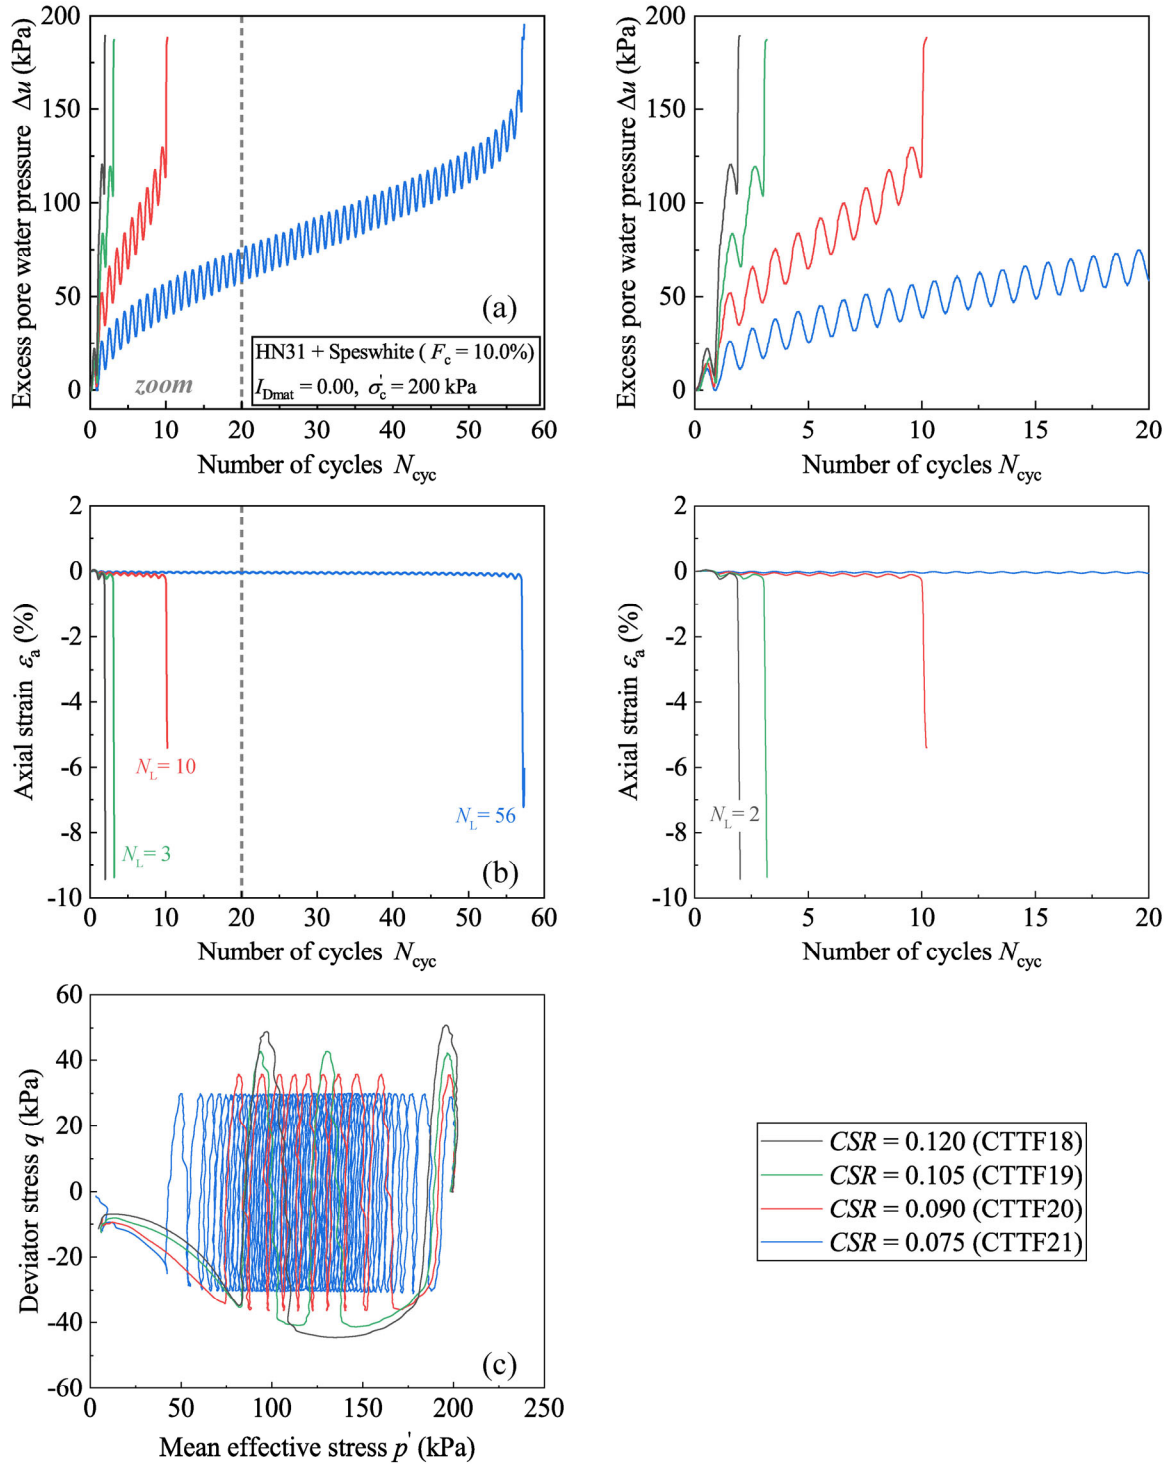 200
150
100
50
0
Excess pore water pressure Δu (kPa)
(a)
HN31 + Speswhite ( Fc = 10.0%)
IDmat = 0.00, σ'c = 200 kPa
zoom
0 10 20 30 40 50 60
Number of cycles Ncyc
200
150
100
50
0
Excess pore water pressure Δu (kPa)
0 5 10 15 20
Number of cycles Ncyc
2
0
-2
-4
-6
-8
-10
Axial strain εa (%)
NL = 10
NL = 56
NL = 3
(b)
0 10 20 30 40 50 60
Number of cycles Ncyc
2
0
-2
-4
-6
-8
-10
Axial strain εa (%)
NL = 2
0 5 10 15 20
Number of cycles Ncyc
60
40
20
0
-20
-40
-60
Deviator stress q (kPa)
(c)
0 50 100 150 200 250
Mean effective stress p' (kPa)
CSR = 0.120 (CTTF18)
CSR = 0.105 (CTTF19)
CSR = 0.090 (CTTF20)
CSR = 0.075 (CTTF21)